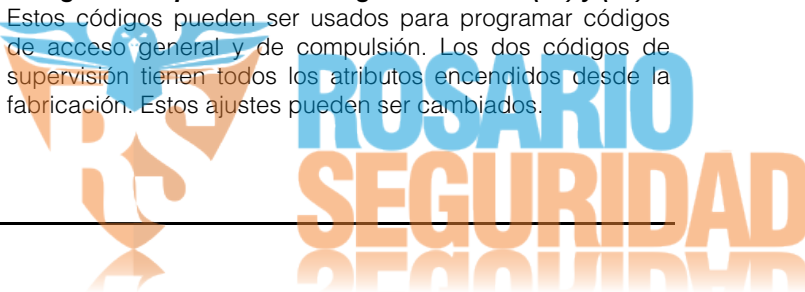 Estos códigos pueden ser usados para programar códigos
de acceso general y de compulsión. Los dos códigos de
supervisión tienen todos los atributos encendidos desde la
fabricación. Estos ajustes pueden ser cambiados.
RS
ROSARIO
SEGURIDAD